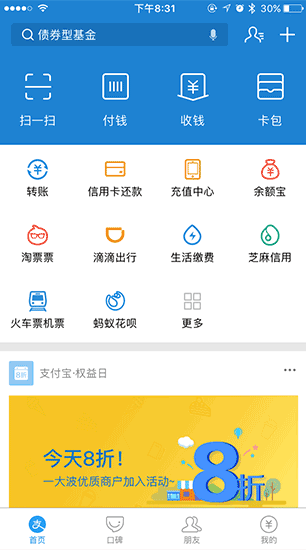 下午8:31
30%
债券型基金
扫一扫 付钱 收钱 卡包
转账 信用卡还款 充值中心 余额宝
淘票票 滴滴出行 生活缴费 芝麻信用
火车票机票 蚂蚁花呗 更多
8折 支付宝·权益日
今天8折！
一大波优质商户加入活动~
8折
首页 口碑 朋友 我的